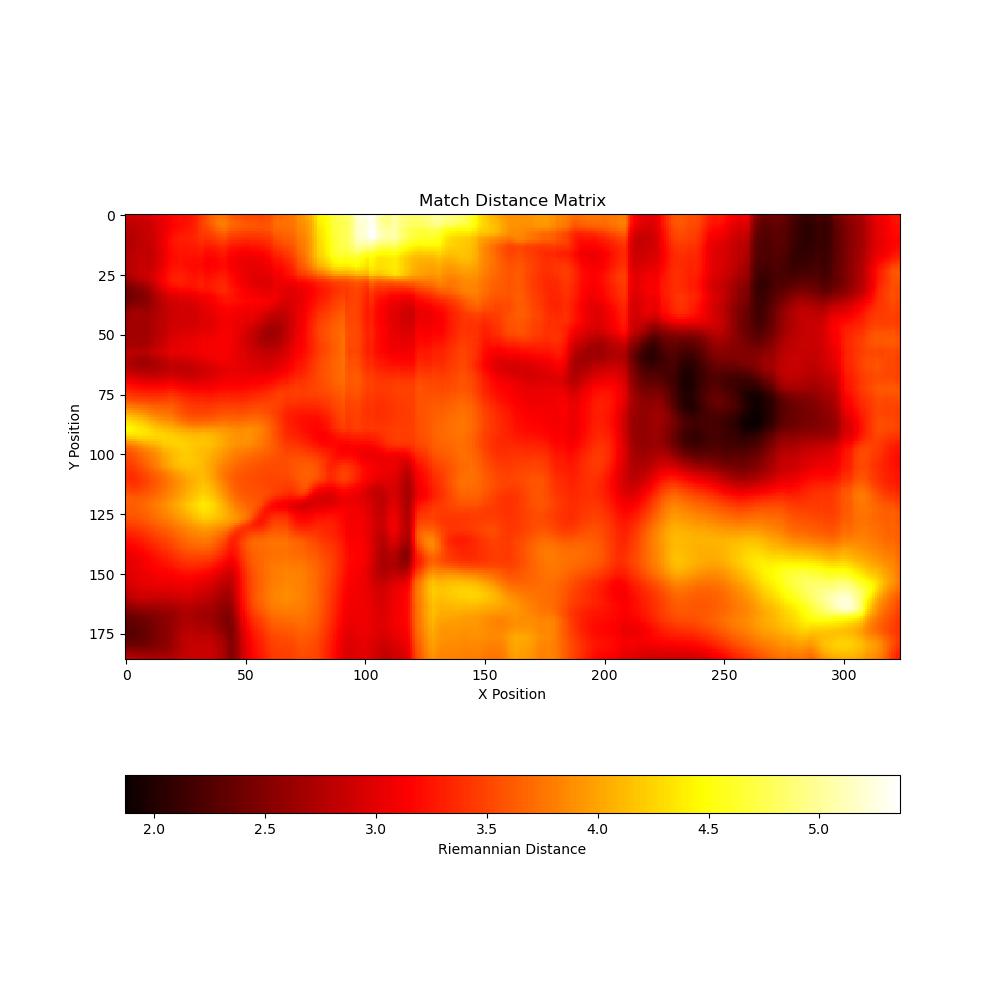 Match Distance Matrix
0
25
50
75
100
125
150
175
Y Position
0 50 100 150 200 250 300
X Position
2.0 2.5 3.0 3.5 4.0 4.5 5.0
Riemannian Distance